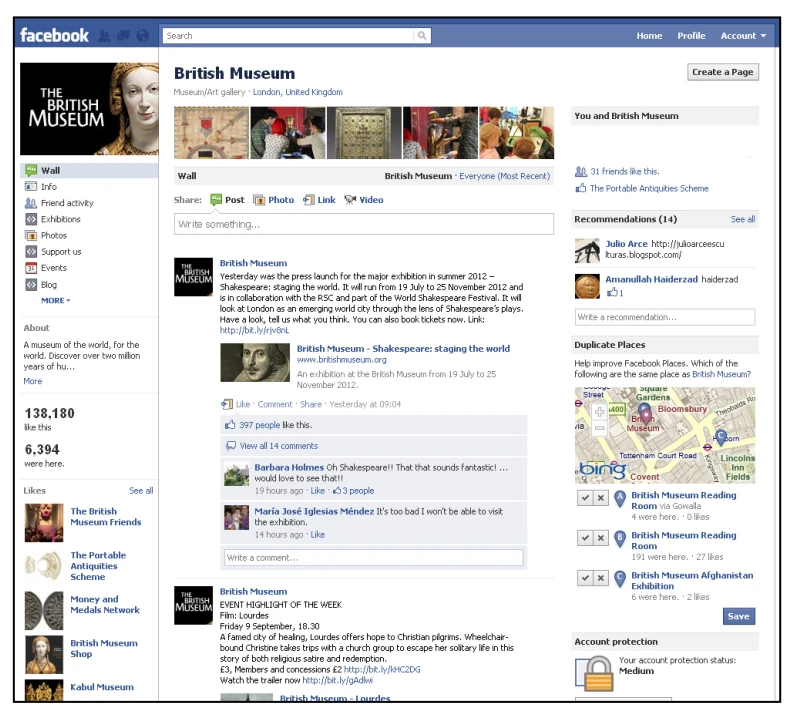 facebook
Search
Home Profile Account
THE
BRITISH
MUSEUM
Wall
Info
Friend activity
Exhibitions
Photos
Support us
Events
Blog
MORE
About
A museum of the world, for the
world. Discover over two million
years of hu...
More
138,180
like this
6,394
were here.
Likes
See all
The British
Museum Friends
The Portable
Antiquities
Scheme
Money and
Medals Network
British Museum
Shop
Kabul Museum
British Museum
Museum/Art gallery · London, United Kingdom
Wall
British Museum · Everyone (Most Recent)
Share: Post Photo Link Video
Write something...
THE
BRITISH
MUSEUM
British Museum
Yesterday was the press launch for the major exhibition in summer 2012 –
Shakespeare: staging the world. It will run from 19 July to 25 November 2012 and
is in collaboration with the RSC and part of the World Shakespeare Festival. It will
look at London as an emerging world city through the lens of Shakespeare's plays.
Have a look, tell us what you think. You can also book tickets now. Link:
http://bit.ly/rjv8nL
British Museum - Shakespeare: staging the world
www.britishmuseum.org
An exhibition at the British Museum from 19 July to 25
November 2012.
Like · Comment · Share · Yesterday at 09:04
397 people like this.
View all 14 comments
Barbara Holmes Oh Shakespeare!! That that sounds fantastic! ...
would love to see that!!
19 hours ago · Like · 3 people
María José Iglesias Méndez It's too bad I won't be able to visit
the exhibition.
14 hours ago · Like
Write a comment...
THE
BRITISH
MUSEUM
British Museum
EVENT HIGHLIGHT OF THE WEEK
Film: Lourdes
Friday 9 September, 18.30
A famed city of healing, Lourdes offers hope to Christian pilgrims. Wheelchair-
bound Christine takes trips with a church group to escape her solitary life in this
story of both religious satire and redemption.
£3, Members and concessions £2 http://bit.ly/kHC2DG
Watch the trailer now http://bit.ly/gAdlwi
British Museum - Lourdes
Create a Page
You and British Museum
31 friends like this.
The Portable Antiquities Scheme
Recommendations (14)
See all
Julio Arce http://julioarceescu
lturas.blogspot.com/
Amanullah Haiderzad haiderzad
1
Write a recommendation...
Duplicate Places
Help improve Facebook Places. Which of the
following are the same place as British Museum?
Street
Square
Gardens
A400
Bloomsbury
Theobalds Ro
British
Museum
Tottenham Court Road
Kingsway
Lincolns
Inn
Fields
Covent
bing
A
British Museum Reading
Room via Gowalla
4 were here. · 0 likes
B
British Museum Reading
Room
191 were here. · 27 likes
C
British Museum Afghanistan
Exhibition
6 were here. · 2 likes
Save
Account protection
Your account protection status:
Medium